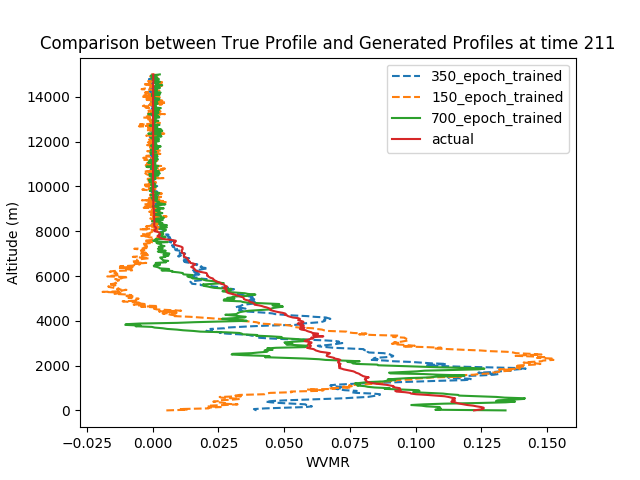 Comparison between True Profile and Generated Profiles at time 211
350_epoch_trained
150_epoch_trained
700_epoch_trained
actual
Altitude (m)
14000
12000
10000
8000
6000
4000
2000
0
−0.025 0.000 0.025 0.050 0.075 0.100 0.125 0.150
WVMR